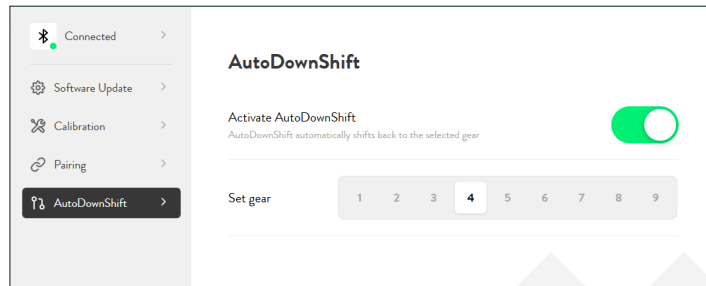 Connected
Software Update
Calibration
Pairing
AutoDownShift
AutoDownShift
Activate AutoDownShift
AutoDownShift automatically shifts back to the selected gear
Set gear 1 2 3 4 5 6 7 8 9